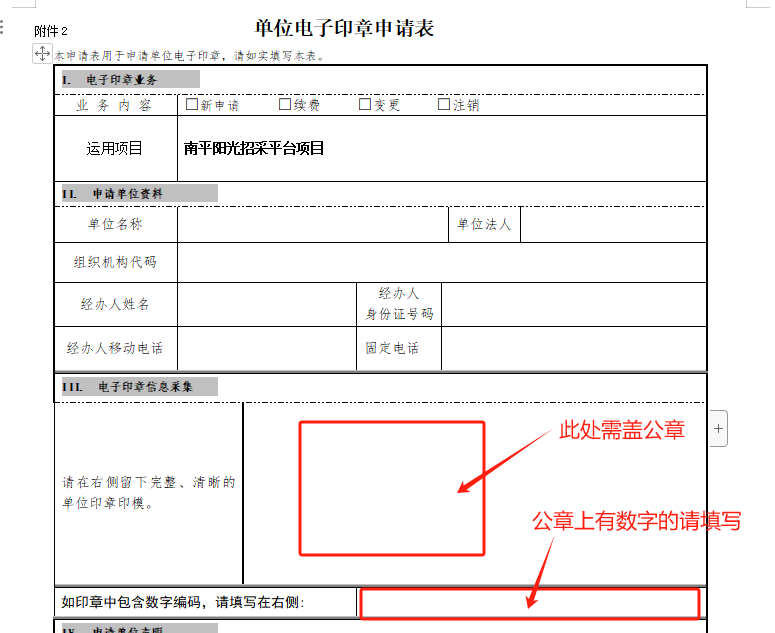 附件2
单位电子印章申请表
本申请表用于申请单位电子印章，请如实填写本表。
I. 电子印章业务
业务内容 □新申请 □续费 □变更 □注销
运用项目 南平阳光招采平台项目
II. 申请单位资料
单位名称 单位法人
组织机构代码
经办人姓名 经办人
身份证号码
经办人移动电话 固定电话
III. 电子印章信息采集
此处需盖公章
请在右侧留下完整、清晰的
单位印章印模。
公章上有数字的请填写
如印章中包含数字编码，请填写在右侧:
IV. 申请单位声明